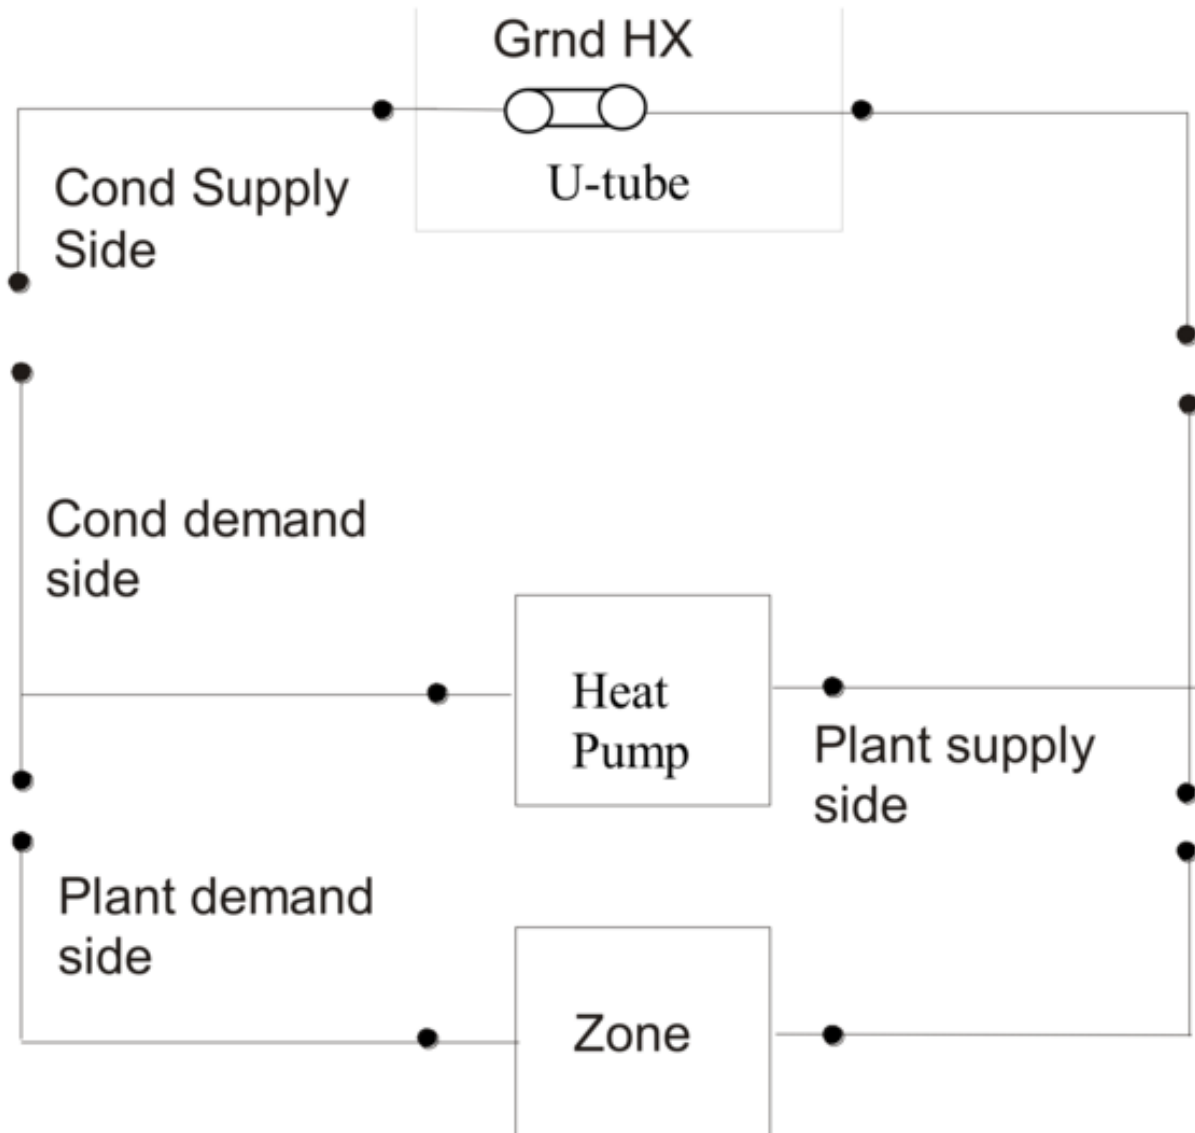 Grnd HX
U-tube
Cond Supply
Side
Cond demand
side
Heat
Pump
Plant supply
side
Plant demand
side
Zone